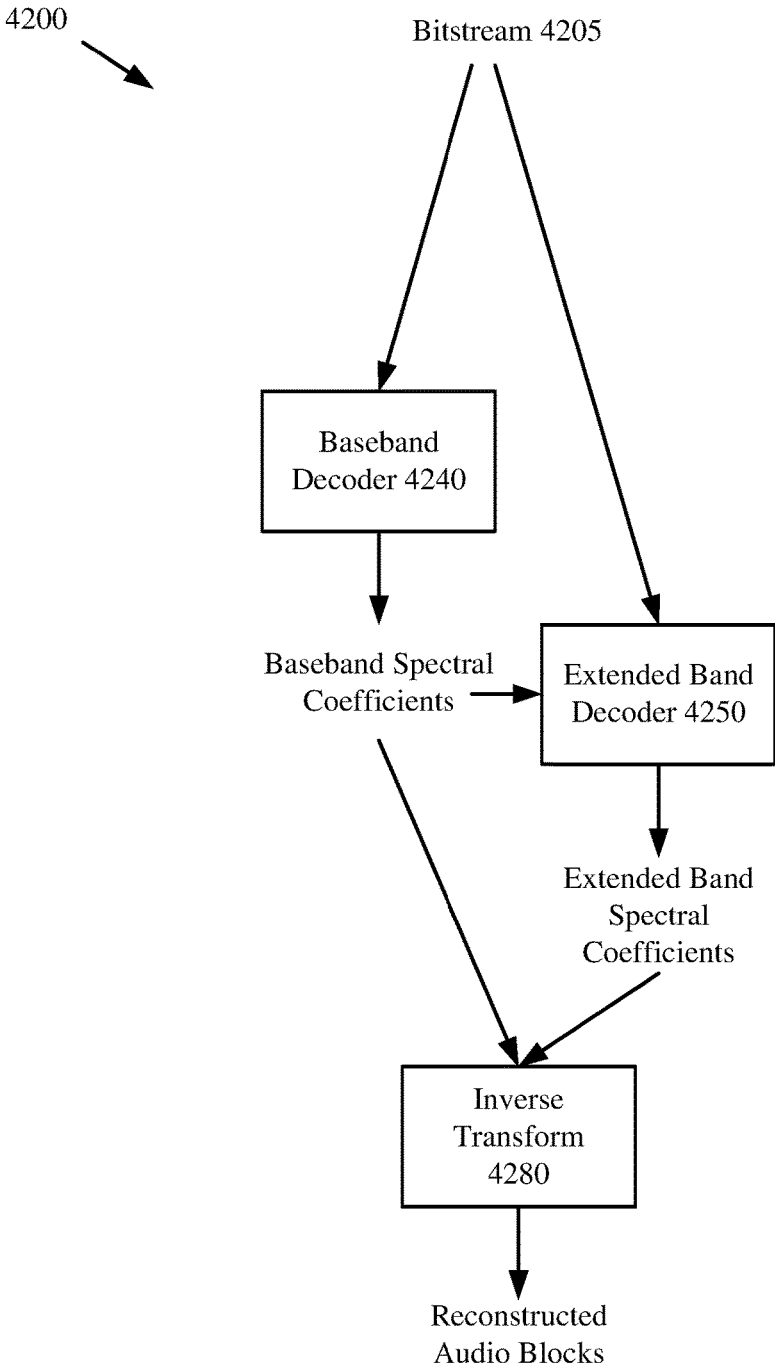 4200
Bitstream 4205
Baseband
Decoder 4240
Baseband Spectral
Coefficients
Extended Band
Decoder 4250
Extended Band
Spectral
Coefficients
Inverse
Transform
4280
Reconstructed
Audio Blocks